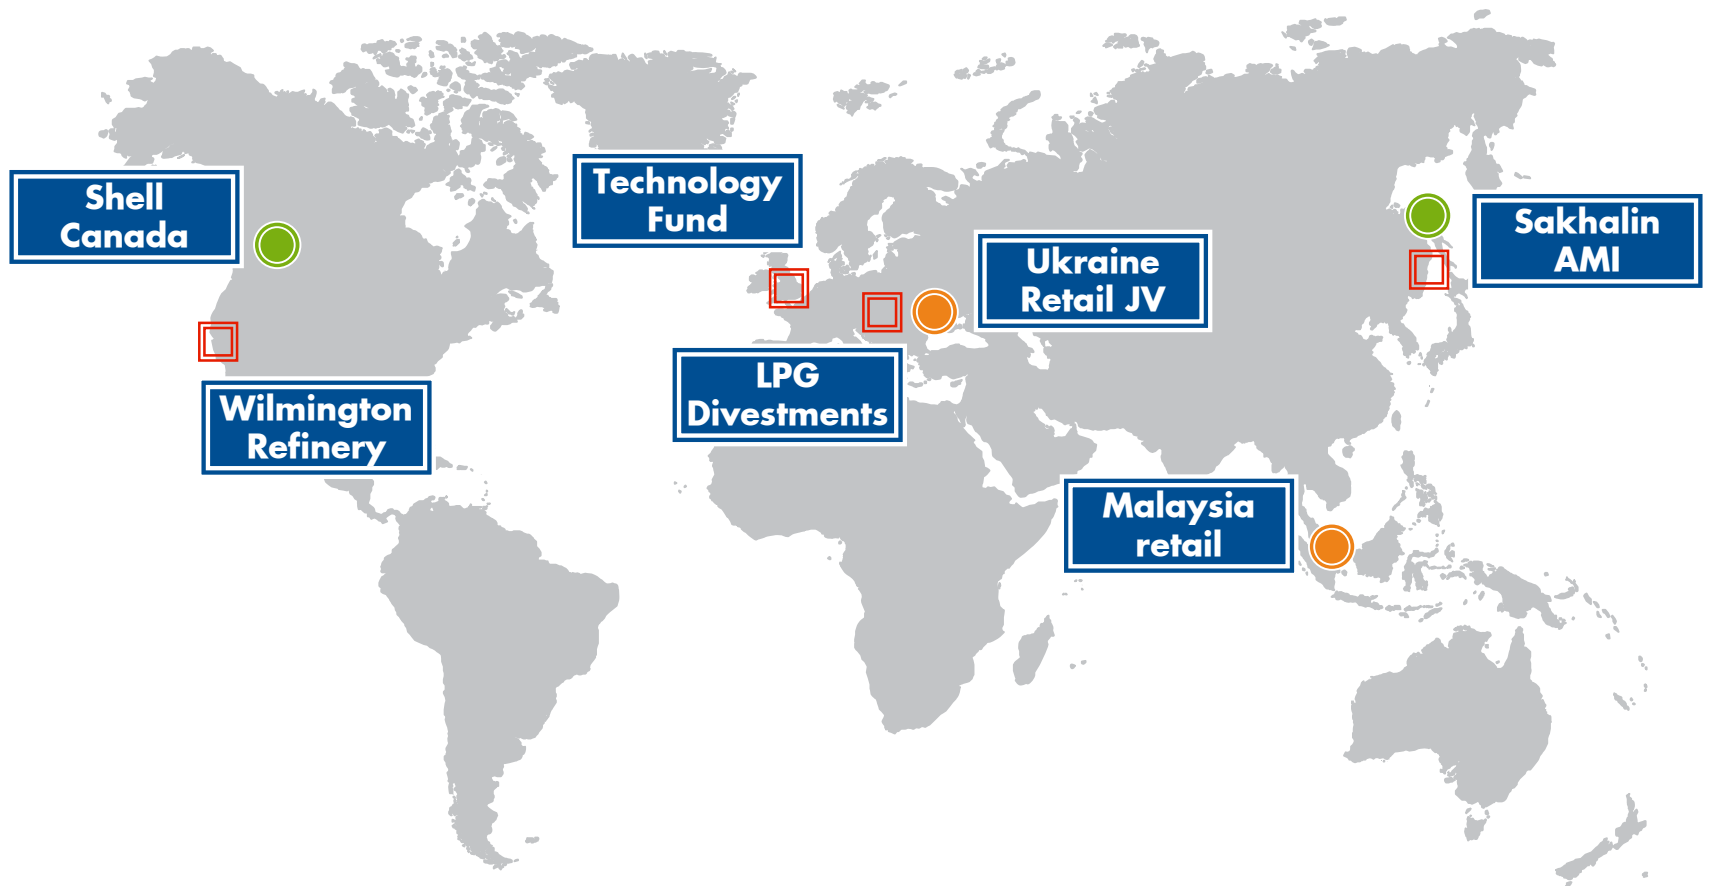 Shell
Canada
Technology
Fund
Sakhalin
AMI
Ukraine
Retail JV
LPG
Divestments
Wilmington
Refinery
Malaysia
retail